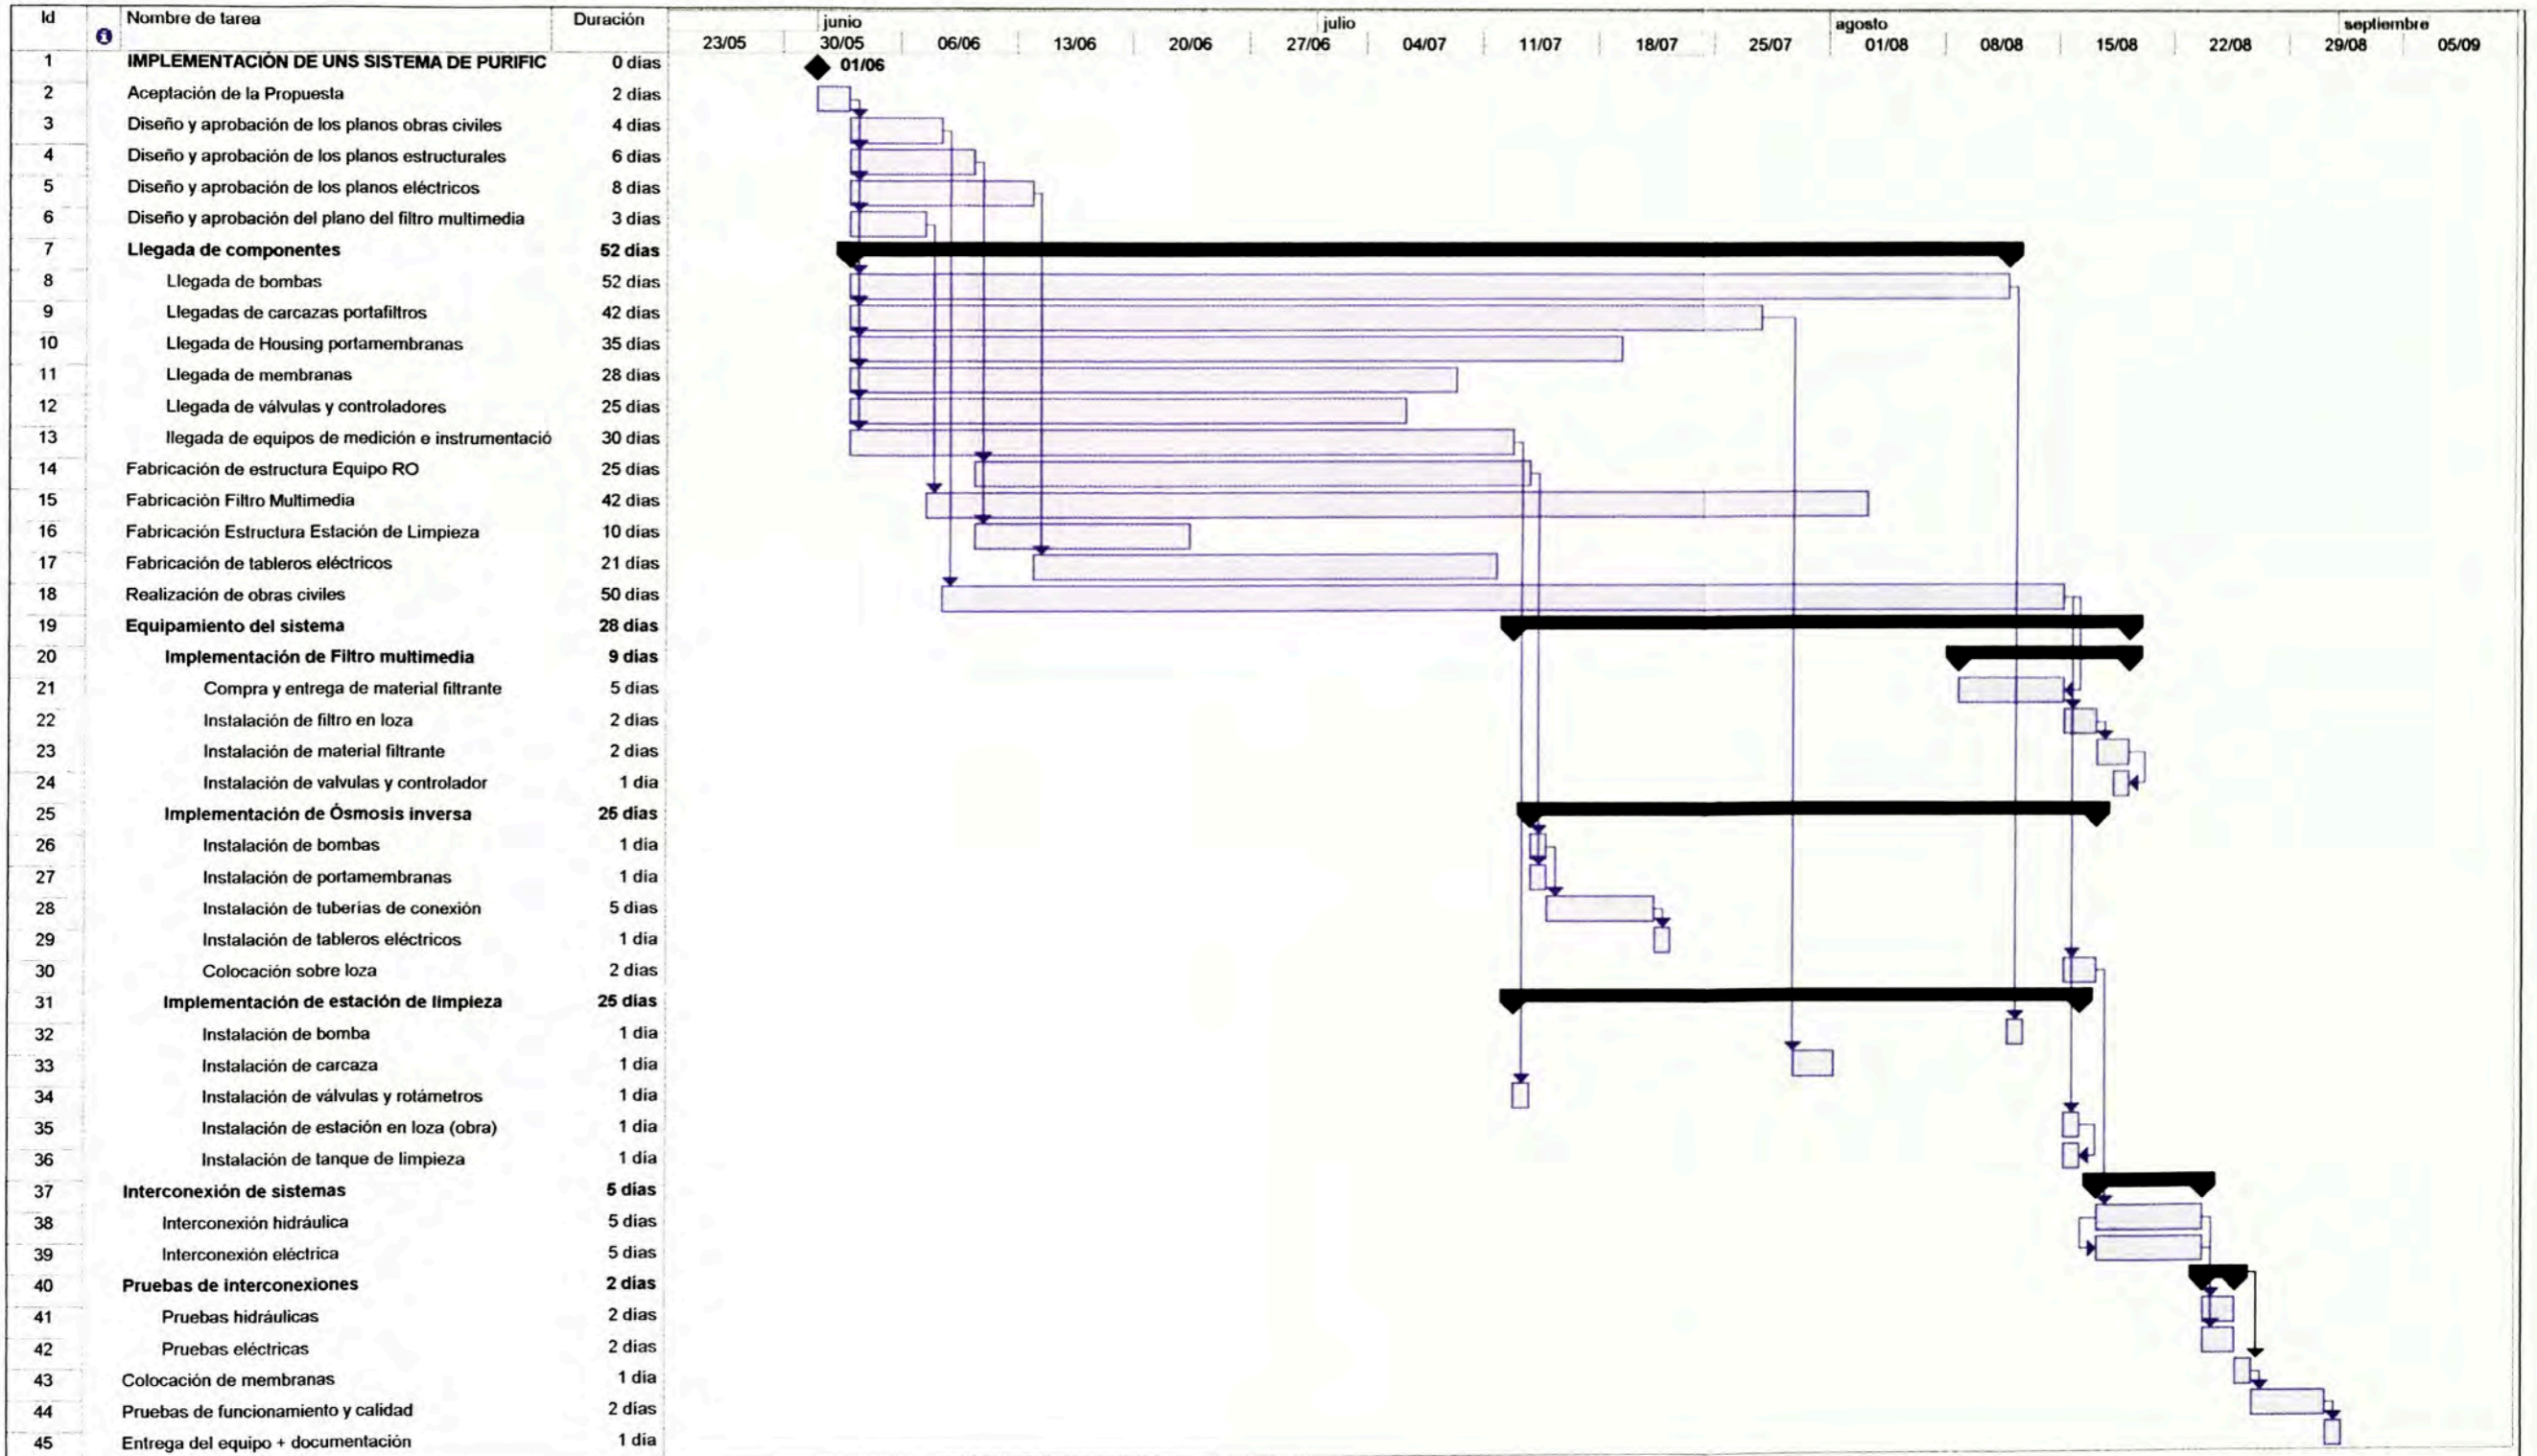 Id Nombre de tarea Duración junio julio agosto septiembre
23/05 30/05 06/06 13/06 20/06 27/06 04/07 11/07 18/07 25/07 01/08 08/08 15/08 22/08 29/08 05/09
1 IMPLEMENTACIÓN DE UNS SISTEMA DE PURIFIC 0 días 01/06
2 Aceptación de la Propuesta 2 días
3 Diseño y aprobación de los planos obras civiles 4 días
4 Diseño y aprobación de los planos estructurales 6 días
5 Diseño y aprobación de los planos eléctricos 8 días
6 Diseño y aprobación del plano del filtro multimedia 3 días
7 Llegada de componentes 52 días
8 Llegada de bombas 52 días
9 Llegadas de carcazas portafiltros 42 días
10 Llegada de Housing portamembranas 35 días
11 Llegada de membranas 28 días
12 Llegada de válvulas y controladores 25 días
13 llegada de equipos de medición e instrumentació 30 días
14 Fabricación de estructura Equipo RO 25 días
15 Fabricación Filtro Multimedia 42 días
16 Fabricación Estructura Estación de Limpieza 10 días
17 Fabricación de tableros eléctricos 21 días
18 Realización de obras civiles 50 días
19 Equipamiento del sistema 28 días
20 Implementación de Filtro multimedia 9 días
21 Compra y entrega de material filtrante 5 días
22 Instalación de filtro en loza 2 días
23 Instalación de material filtrante 2 días
24 Instalación de valvulas y controlador 1 día
25 Implementación de Ósmosis inversa 25 días
26 Instalación de bombas 1 día
27 Instalación de portamembranas 1 día
28 Instalación de tuberías de conexión 5 días
29 Instalación de tableros eléctricos 1 día
30 Colocación sobre loza 2 días
31 Implementación de estación de limpieza 25 días
32 Instalación de bomba 1 día
33 Instalación de carcaza 1 día
34 Instalación de válvulas y rotámetros 1 día
35 Instalación de estación en loza (obra) 1 día
36 Instalación de tanque de limpieza 1 día
37 Interconexión de sistemas 5 días
38 Interconexión hidráulica 5 días
39 Interconexión eléctrica 5 días
40 Pruebas de interconexiones 2 días
41 Pruebas hidráulicas 2 días
42 Pruebas eléctricas 2 días
43 Colocación de membranas 1 día
44 Pruebas de funcionamiento y calidad 2 días
45 Entrega del equipo + documentación 1 día